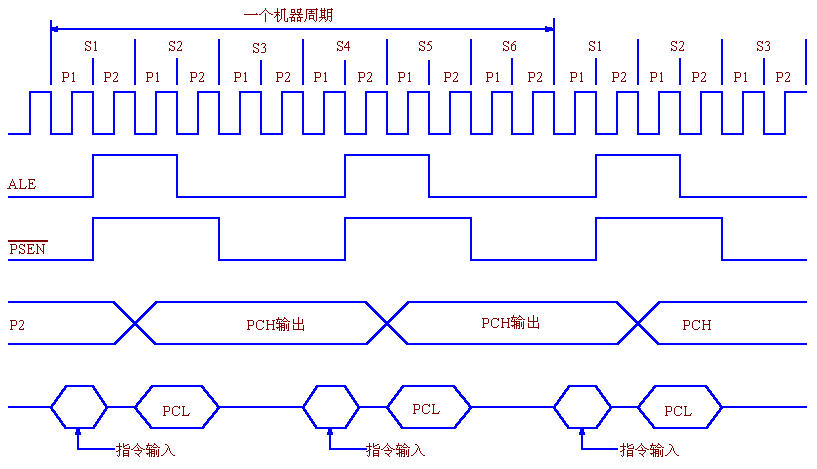 一个机器周期
S1 S2 S3 S4 S5 S6 S1 S2 S3
P1 P2 P1 P2 P1 P2 P1 P2 P1 P2 P1 P2 P1 P2 P1 P2 P1 P2
ALE
PSEN
P2 PCH输出 PCH输出 PCH
PCL PCL PCL
指令输入 指令输入 指令输入